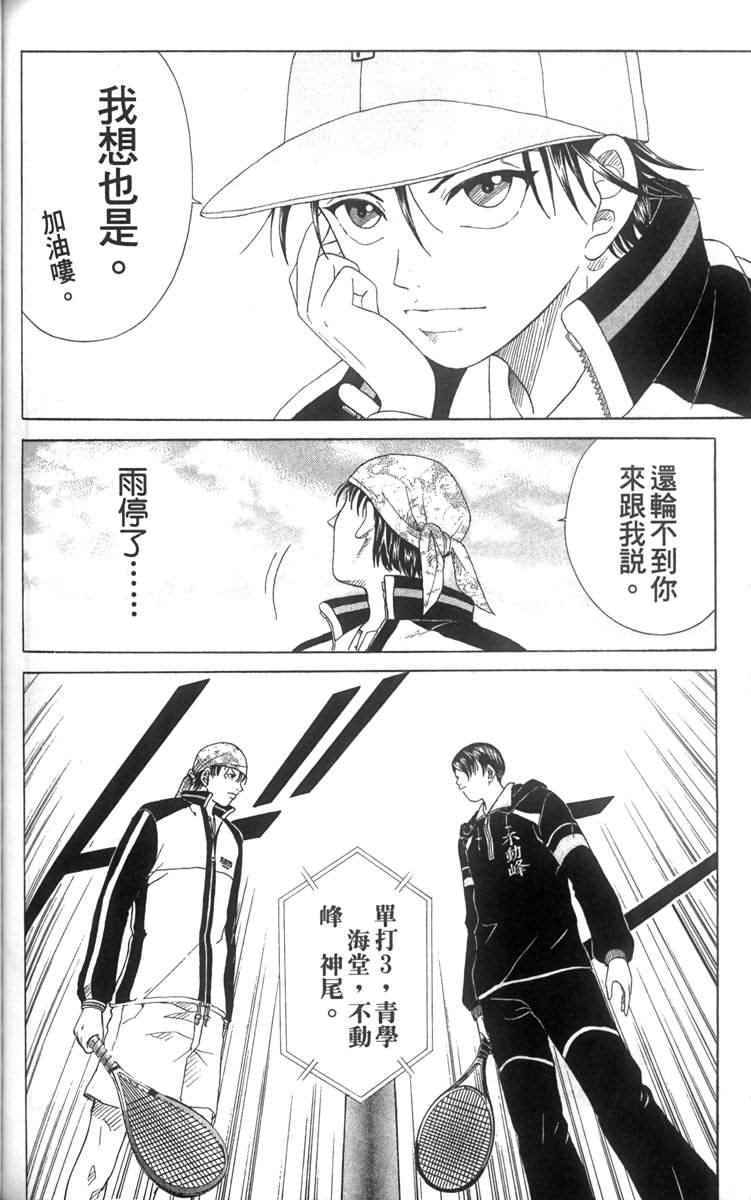 我想也是。
加油嘍。
還輪不到你
來跟我說。
雨停了……
不動峰
單打3，青學
海堂，不動
峰 神尾。